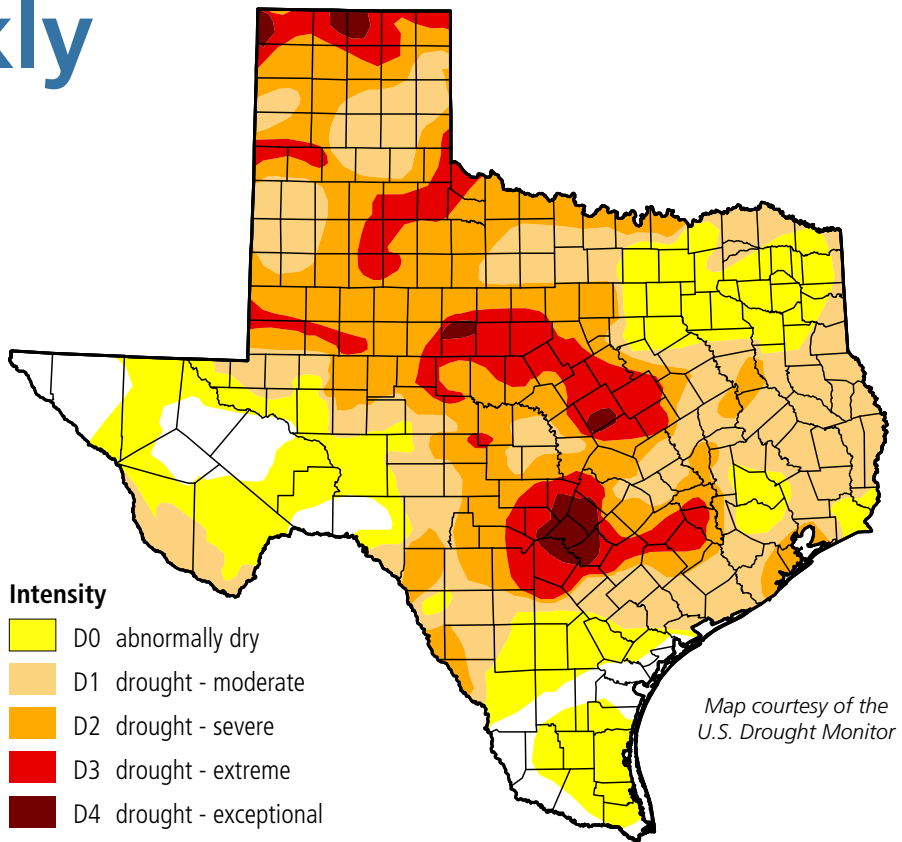 kly
Intensity
D0 abnormally dry
D1 drought - moderate
D2 drought - severe
D3 drought - extreme
D4 drought - exceptional
Map courtesy of the
U.S. Drought Monitor